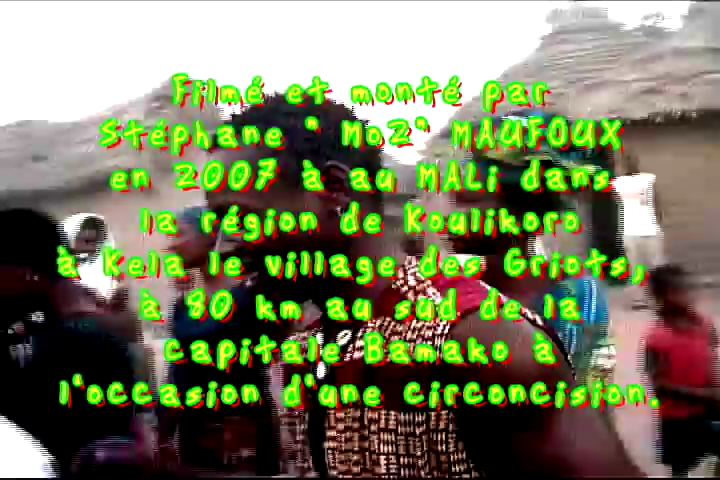 Filmé et monté par
Stéphane " MoZ" MAUFOUX
en 2007 à au MALi dans
la région de Koulikoro
à Kela le village des Griots,
à 80 km au sud de la
capitale Bamako à
l'occasion d'une circoncision.